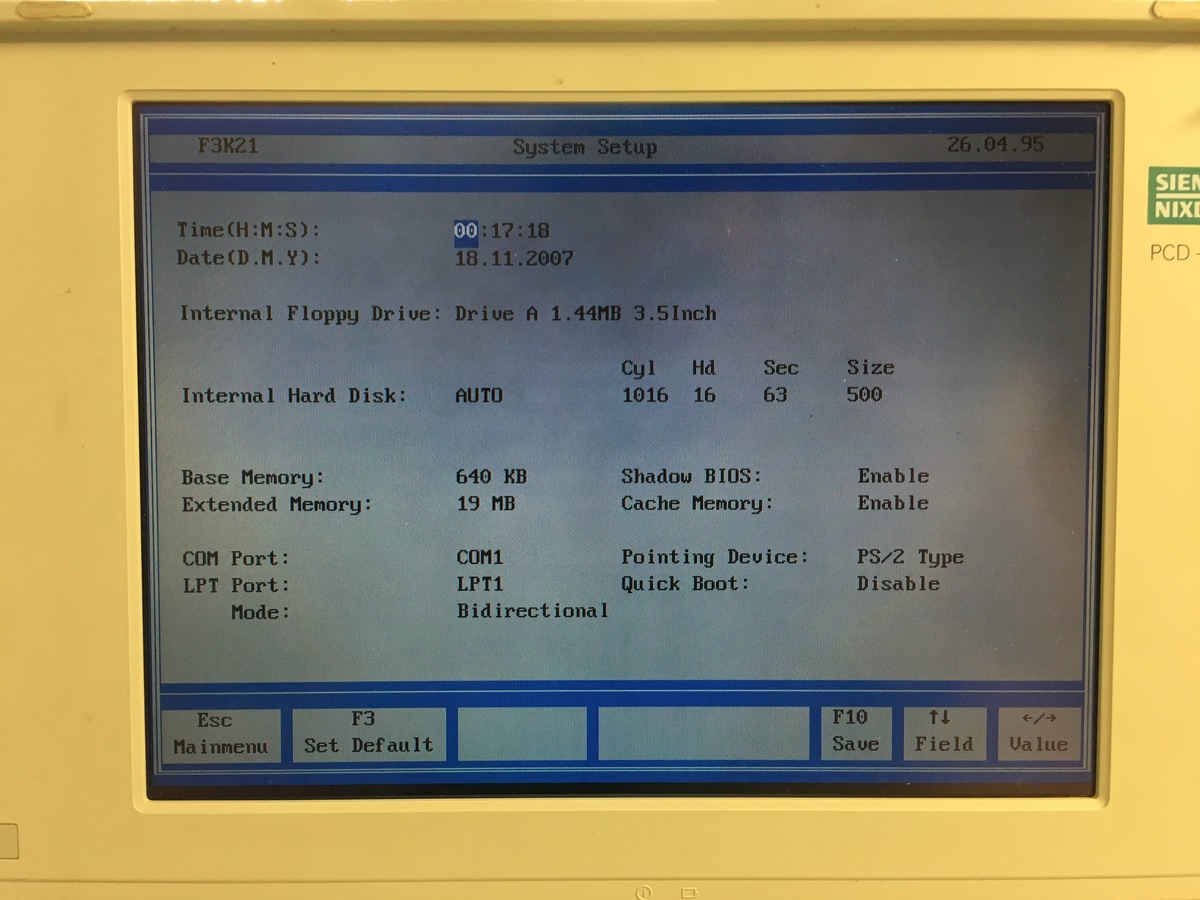 F3K21 System Setup 26.04.95
Time(H:M:S): 00:17:18
Date(D.M.Y): 18.11.2007
Internal Floppy Drive: Drive A 1.44MB 3.5Inch
Cyl Hd Sec Size
Internal Hard Disk: AUTO 1016 16 63 500
Base Memory: 640 KB Shadow BIOS: Enable
Extended Memory: 19 MB Cache Memory: Enable
COM Port: COM1 Pointing Device: PS/2 Type
LPT Port: LPT1 Quick Boot: Disable
Mode: Bidirectional
Esc F3 F10 ↑↓ ←/→
Mainmenu Set Default Save Field Value
SIEM
NIXD
PCD -